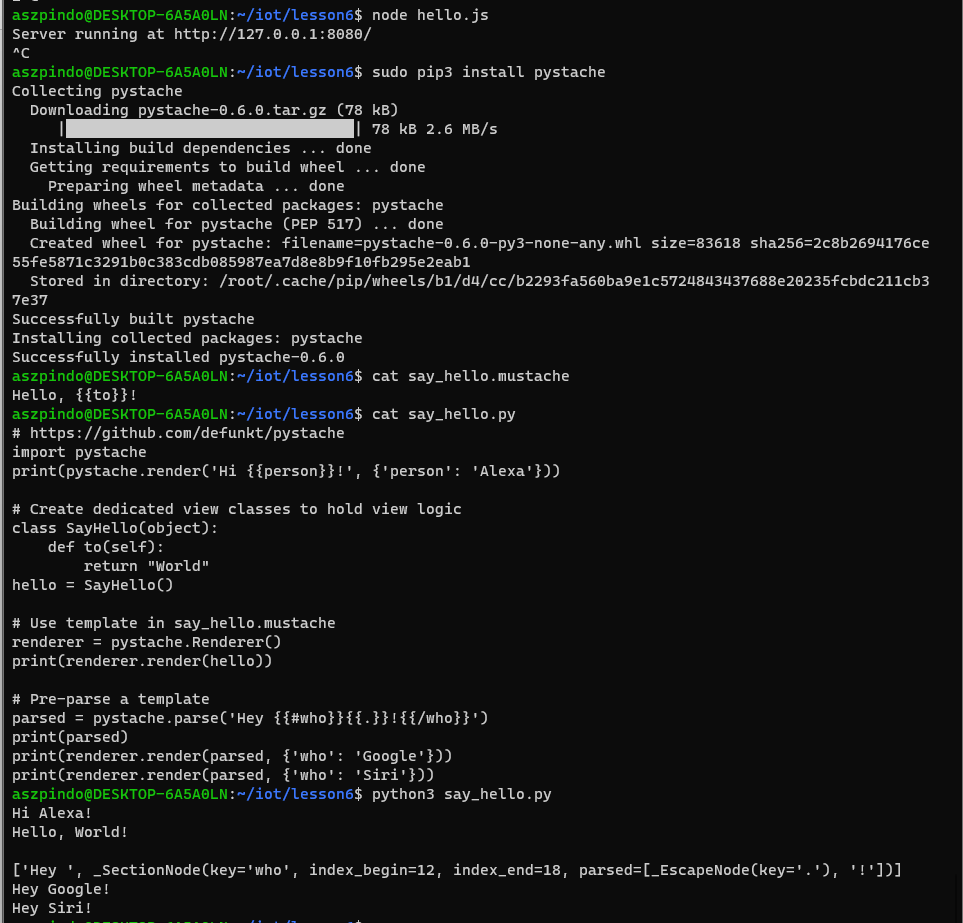 aszpindo@DESKTOP-6A5A0LN:~/iot/lesson6$ node hello.js
Server running at http://127.0.0.1:8080/
^C
aszpindo@DESKTOP-6A5A0LN:~/iot/lesson6$ sudo pip3 install pystache
Collecting pystache
  Downloading pystache-0.6.0.tar.gz (78 kB)
     |████████████████████████████████| 78 kB 2.6 MB/s
  Installing build dependencies ... done
  Getting requirements to build wheel ... done
    Preparing wheel metadata ... done
Building wheels for collected packages: pystache
  Building wheel for pystache (PEP 517) ... done
  Created wheel for pystache: filename=pystache-0.6.0-py3-none-any.whl size=83618 sha256=2c8b2694176ce
55fe5871c3291b0c383cdb085987ea7d8e8b9f10fb295e2eab1
  Stored in directory: /root/.cache/pip/wheels/b1/d4/cc/b2293fa560ba9e1c5724843437688e20235fcbdc211cb3
7e37
Successfully built pystache
Installing collected packages: pystache
Successfully installed pystache-0.6.0
aszpindo@DESKTOP-6A5A0LN:~/iot/lesson6$ cat say_hello.mustache
Hello, {{to}}!
aszpindo@DESKTOP-6A5A0LN:~/iot/lesson6$ cat say_hello.py
# https://github.com/defunkt/pystache
import pystache
print(pystache.render('Hi {{person}}!', {'person': 'Alexa'}))

# Create dedicated view classes to hold view logic
class SayHello(object):
    def to(self):
        return "World"
hello = SayHello()

# Use template in say_hello.mustache
renderer = pystache.Renderer()
print(renderer.render(hello))

# Pre-parse a template
parsed = pystache.parse('Hey {{#who}}{{.}}!{{/who}}')
print(parsed)
print(renderer.render(parsed, {'who': 'Google'}))
print(renderer.render(parsed, {'who': 'Siri'}))
aszpindo@DESKTOP-6A5A0LN:~/iot/lesson6$ python3 say_hello.py
Hi Alexa!
Hello, World!

['Hey ', _SectionNode(key='who', index_begin=12, index_end=18, parsed=[_EscapeNode(key='.'), '!'])]
Hey Google!
Hey Siri!